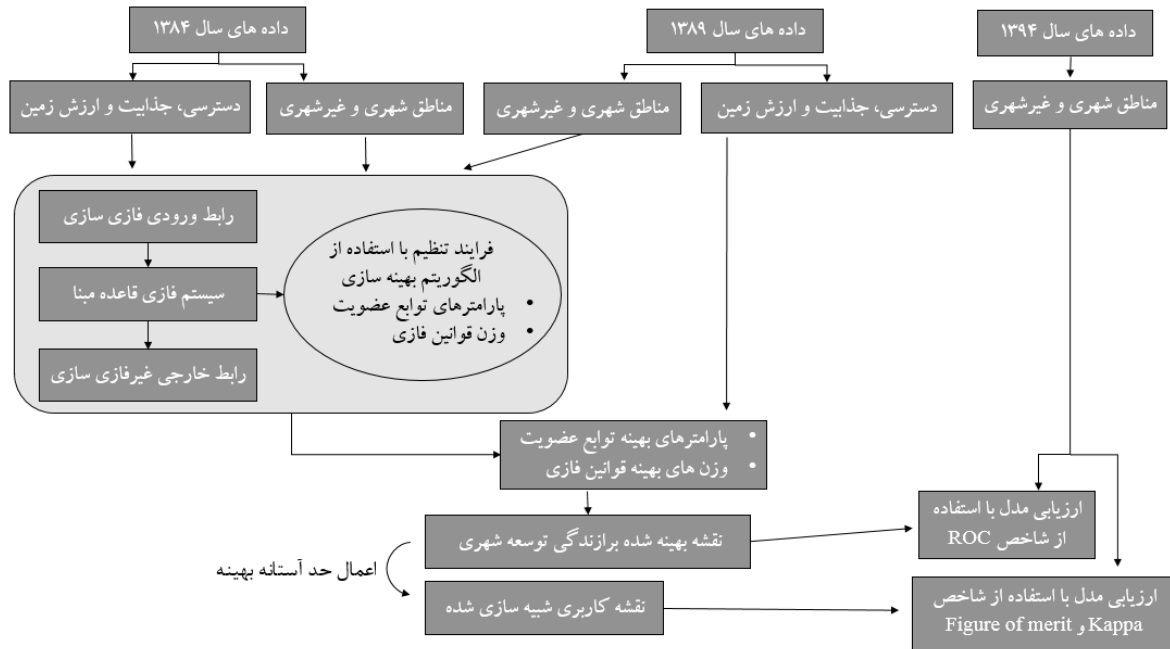 داده های سال ۱۳۹۴
داده های سال ۱۳۸۹
داده های سال ۱۳۸۴
مناطق شهری و غیرشهری
دسترسی، جذابیت و ارزش زمین
مناطق شهری و غیرشهری
مناطق شهری و غیرشهری
دسترسی، جذابیت و ارزش زمین
رابط ورودی فازی سازی
سیستم فازی قاعده مبنا
رابط خارجی غیرفازی سازی
فرایند تنظیم با استفاده از
الگوریتم بهینه سازی
• پارامترهای توابع عضویت
• وزن قوانین فازی
• پارامترهای بهینه توابع عضویت
• وزن های بهینه قوانین فازی
نقشه بهینه شده برازندگی توسعه شهری
اعمال حد آستانه بهینه
نقشه کاربری شبیه سازی شده
ارزیابی مدل با استفاده
از شاخص ROC
ارزیابی مدل با استفاده از شاخص
Kappa و Figure of merit